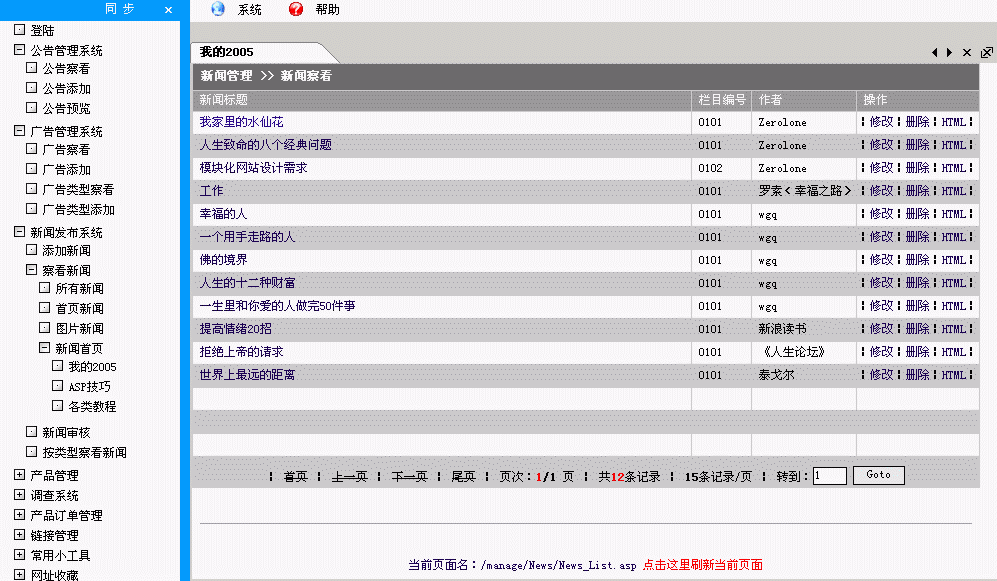 同 步 ×
系统 ? 帮助
登陆
公告管理系统
公告察看
公告添加
公告预览
广告管理系统
广告察看
广告添加
广告类型察看
广告类型添加
新闻发布系统
添加新闻
察看新闻
所有新闻
首页新闻
图片新闻
新闻首页
我的2005
ASP技巧
各类教程
新闻审核
按类型察看新闻
产品管理
调查系统
产品订单管理
链接管理
常用小工具
网址收藏
我的2005
新闻管理 >> 新闻察看
新闻标题 栏目编号 作者 操作
我家里的水仙花 0101 Zerolone ¦ 修改 ¦ 删除 ¦ HTML ¦
人生致命的八个经典问题 0101 Zerolone ¦ 修改 ¦ 删除 ¦ HTML ¦
模块化网站设计需求 0102 Zerolone ¦ 修改 ¦ 删除 ¦ HTML ¦
工作 0101 罗素<幸福之路> ¦ 修改 ¦ 删除 ¦ HTML ¦
幸福的人 0101 wgq ¦ 修改 ¦ 删除 ¦ HTML ¦
一个用手走路的人 0101 wgq ¦ 修改 ¦ 删除 ¦ HTML ¦
佛的境界 0101 wgq ¦ 修改 ¦ 删除 ¦ HTML ¦
人生的十二种财富 0101 wgq ¦ 修改 ¦ 删除 ¦ HTML ¦
一生里和你爱的人做完50件事 0101 wgq ¦ 修改 ¦ 删除 ¦ HTML ¦
提高情绪20招 0101 新浪读书 ¦ 修改 ¦ 删除 ¦ HTML ¦
拒绝上帝的请求 0101 《人生论坛》 ¦ 修改 ¦ 删除 ¦ HTML ¦
世界上最远的距离 0101 泰戈尔 ¦ 修改 ¦ 删除 ¦ HTML ¦
¦ 首页 ¦ 上一页 ¦ 下一页 ¦ 尾页 ¦ 页次：1/1 页 ¦ 共12条记录 ¦ 15条记录/页 ¦ 转到：1 Goto
当前页面名：/manage/News/News_List.asp 点击这里刷新当前页面